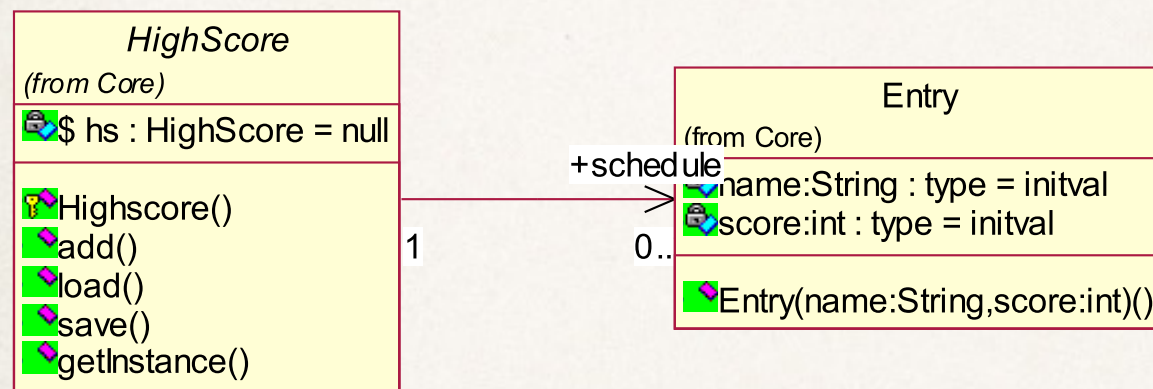 HighScore
(from Core)
$ hs : HighScore = null
Highscore()
add()
load()
save()
getInstance()
1
+schedule
0..
Entry
(from Core)
name:String : type = initval
score:int : type = initval
Entry(name:String,score:int)()